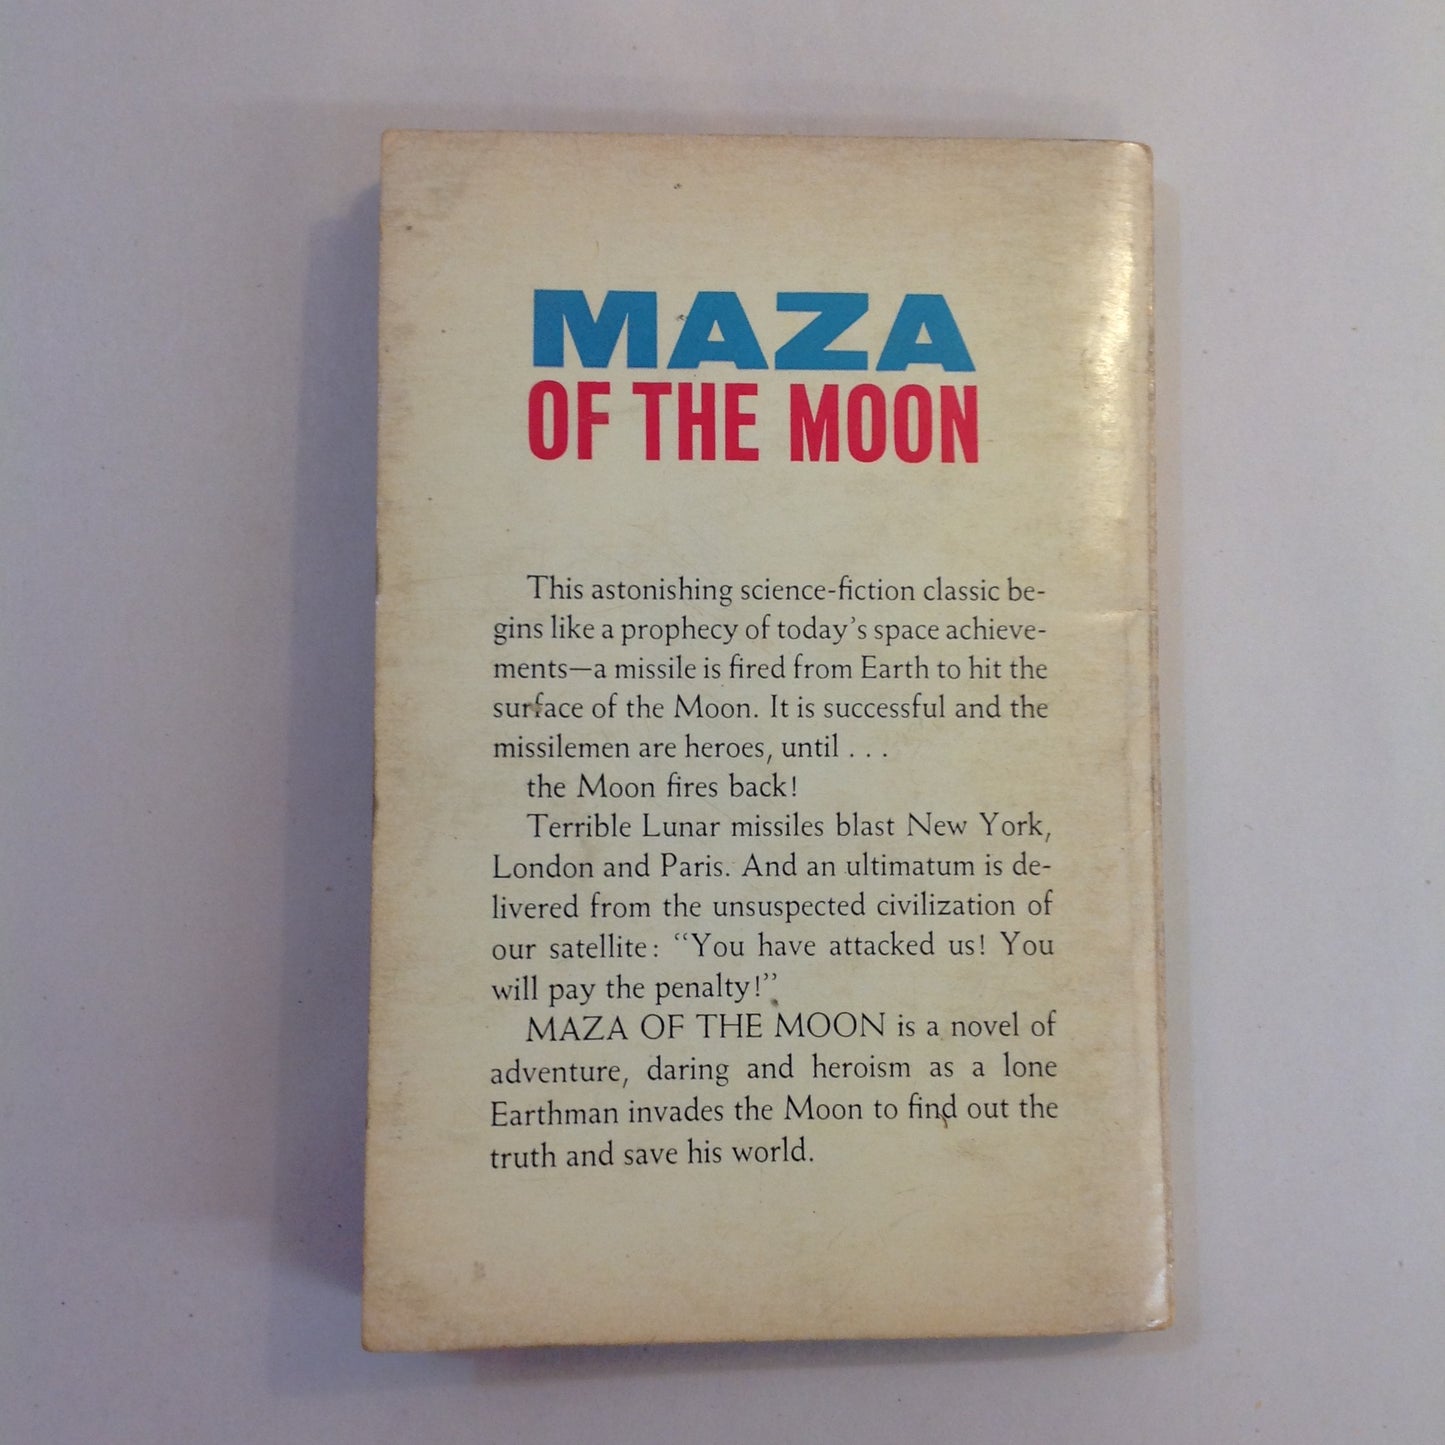 MAZA
OF THE MOON
This astonishing science-fiction classic be-
gins like a prophecy of today's space achieve-
ments—a missile is fired from Earth to hit the
surface of the Moon. It is successful and the
missilemen are heroes, until . . .
the Moon fires back!
Terrible Lunar missiles blast New York,
London and Paris. And an ultimatum is de-
livered from the unsuspected civilization of
our satellite: “You have attacked us! You
will pay the penalty!”
MAZA OF THE MOON is a novel of
adventure, daring and heroism as a lone
Earthman invades the Moon to find out the
truth and save his world.